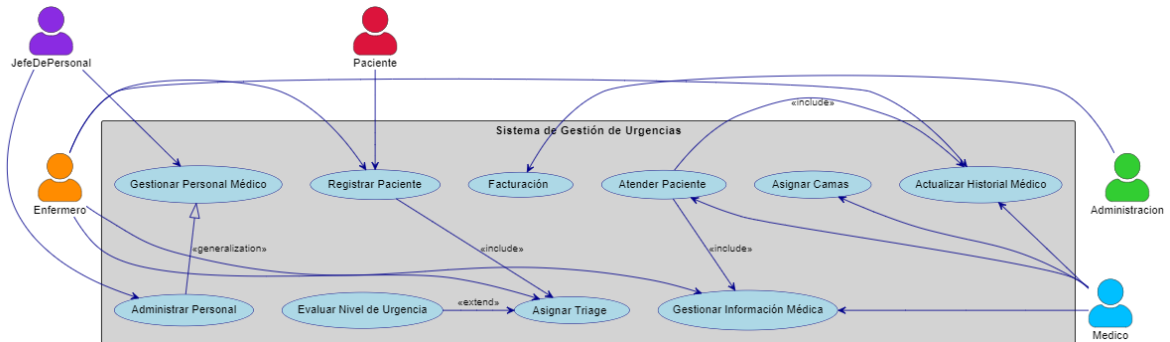 JefeDePersonal
Paciente
«include»
Sistema de Gestión de Urgencias
Gestionar Personal Médico
Registrar Paciente
Facturación
Atender Paciente
Asignar Camas
Actualizar Historial Médico
Enfermero
Administracion
«generalization»
«include»
«include»
Administrar Personal
Evaluar Nivel de Urgencia
«extend»
Asignar Triage
Gestionar Información Médica
Medico